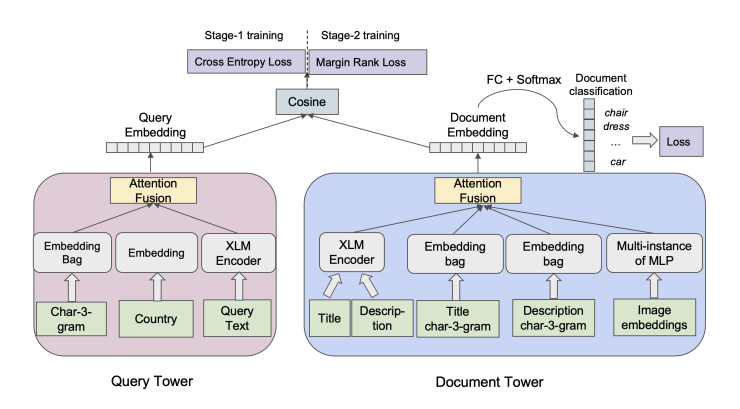 Stage-1 training
Stage-2 training
Cross Entropy Loss
Margin Rank Loss
Cosine
FC + Softmax
Document
classification
chair
dress
...
car
Loss
Query
Embedding
Document
Embedding
Attention
Fusion
Embedding
Bag
Embedding
XLM
Encoder
Char-3-
gram
Country
Query
Text
Query Tower
Attention
Fusion
XLM
Encoder
Embedding
bag
Embedding
bag
Multi-instance
of MLP
Title
Descrip-
tion
Title
char-3-gram
Description
char-3-gram
Image
embeddings
Document Tower